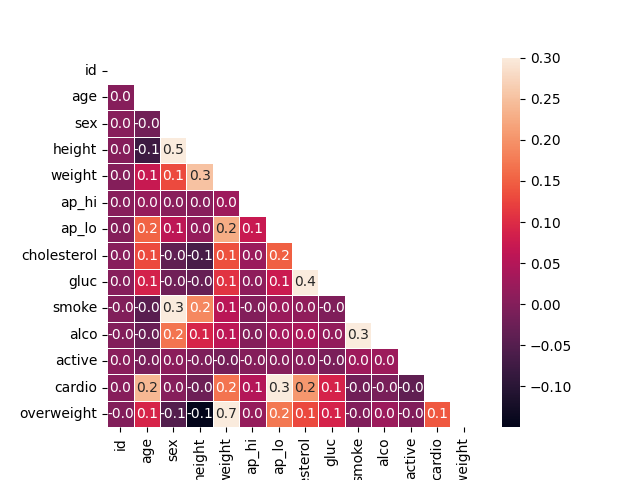 id
age 0.0
sex 0.0 -0.0
height 0.0 -0.1 0.5
weight 0.0 0.1 0.1 0.3
ap_hi 0.0 0.0 0.0 0.0 0.0
ap_lo 0.0 0.2 0.1 0.0 0.2 0.1
cholesterol 0.0 0.1 -0.0 -0.1 0.1 0.0 0.2
gluc 0.0 0.1 -0.0 -0.0 0.1 0.0 0.1 0.4
smoke -0.0 -0.0 0.3 0.2 0.1 -0.0 0.0 0.0 -0.0
alco -0.0 -0.0 0.2 0.1 0.1 0.0 0.0 0.0 0.0 0.3
active 0.0 -0.0 -0.0 -0.0 -0.0 -0.0 -0.0 0.0 -0.0 0.0 0.0
cardio 0.0 0.2 0.0 -0.0 0.2 0.1 0.3 0.2 0.1 -0.0 -0.0 -0.0
overweight -0.0 0.1 -0.1 -0.1 0.7 0.0 0.2 0.1 0.1 -0.0 0.0 -0.0 0.1
id
age
sex
height
weight
ap_hi
ap_lo
esterol
gluc
smoke
alco
active
cardio
weight
0.30
0.25
0.20
0.15
0.10
0.05
0.00
−0.05
−0.10